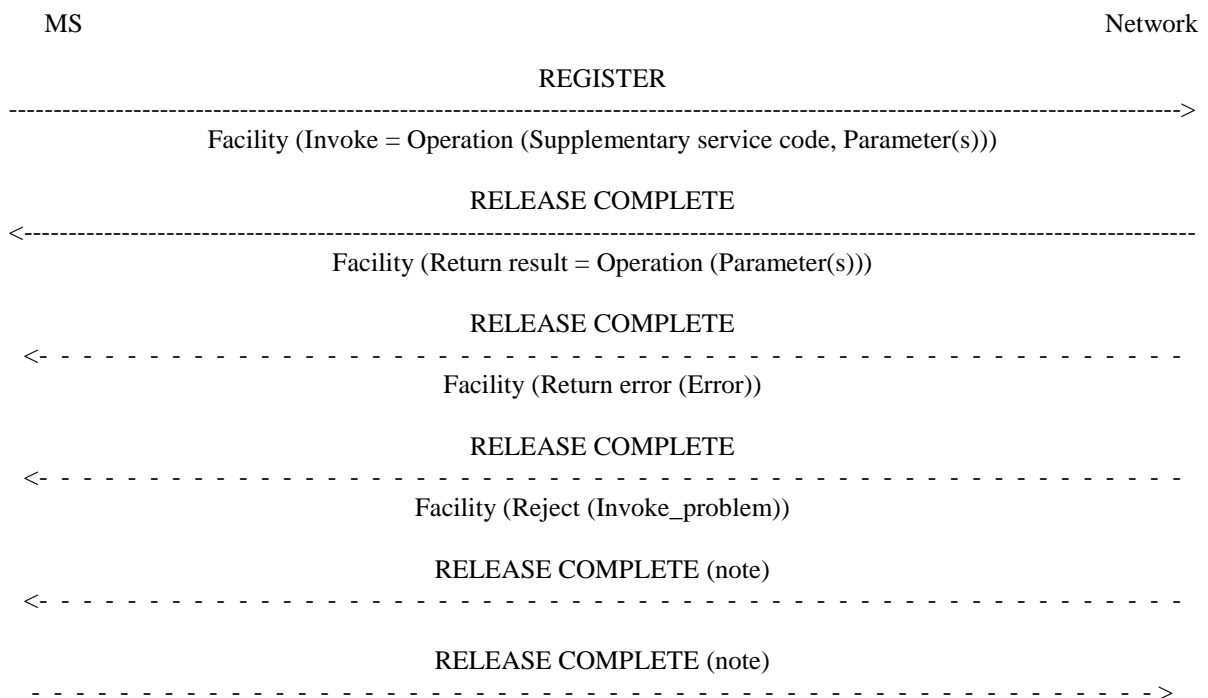 MS Network
REGISTER
Facility (Invoke = Operation (Supplementary service code, Parameter(s)))
RELEASE COMPLETE
Facility (Return result = Operation (Parameter(s)))
RELEASE COMPLETE
Facility (Return error (Error))
RELEASE COMPLETE
Facility (Reject (Invoke_problem))
RELEASE COMPLETE (note)
RELEASE COMPLETE (note)